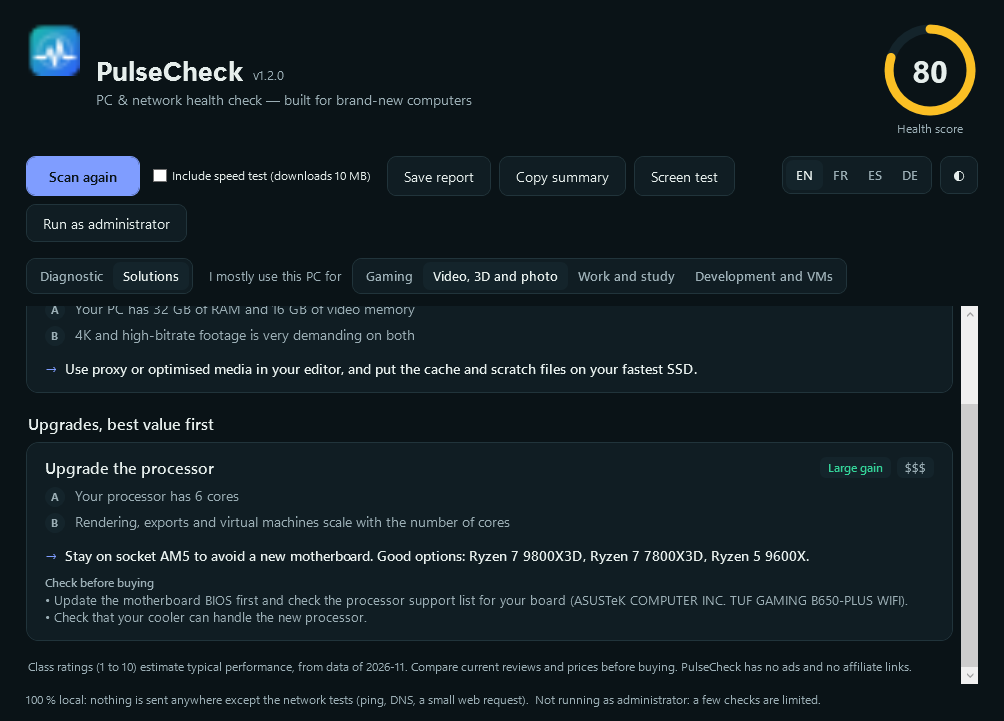 PulseCheck v1.2.0
PC & network health check — built for brand-new computers
80
Health score
Scan again
Include speed test (downloads 10 MB)
Save report
Copy summary
Screen test
EN FR ES DE
Run as administrator
Diagnostic Solutions
I mostly use this PC for
Gaming Video, 3D and photo Work and study Development and VMs
A Your PC has 32 GB of RAM and 16 GB of video memory
B 4K and high-bitrate footage is very demanding on both
→ Use proxy or optimised media in your editor, and put the cache and scratch files on your fastest SSD.
Upgrades, best value first
Upgrade the processor
Large gain $$$
A Your processor has 6 cores
B Rendering, exports and virtual machines scale with the number of cores
→ Stay on socket AM5 to avoid a new motherboard. Good options: Ryzen 7 9800X3D, Ryzen 7 7800X3D, Ryzen 5 9600X.
Check before buying
• Update the motherboard BIOS first and check the processor support list for your board (ASUSTeK COMPUTER INC. TUF GAMING B650-PLUS WIFI).
• Check that your cooler can handle the new processor.
Class ratings (1 to 10) estimate typical performance, from data of 2026-11. Compare current reviews and prices before buying. PulseCheck has no ads and no affiliate links.
100 % local: nothing is sent anywhere except the network tests (ping, DNS, a small web request). Not running as administrator: a few checks are limited.